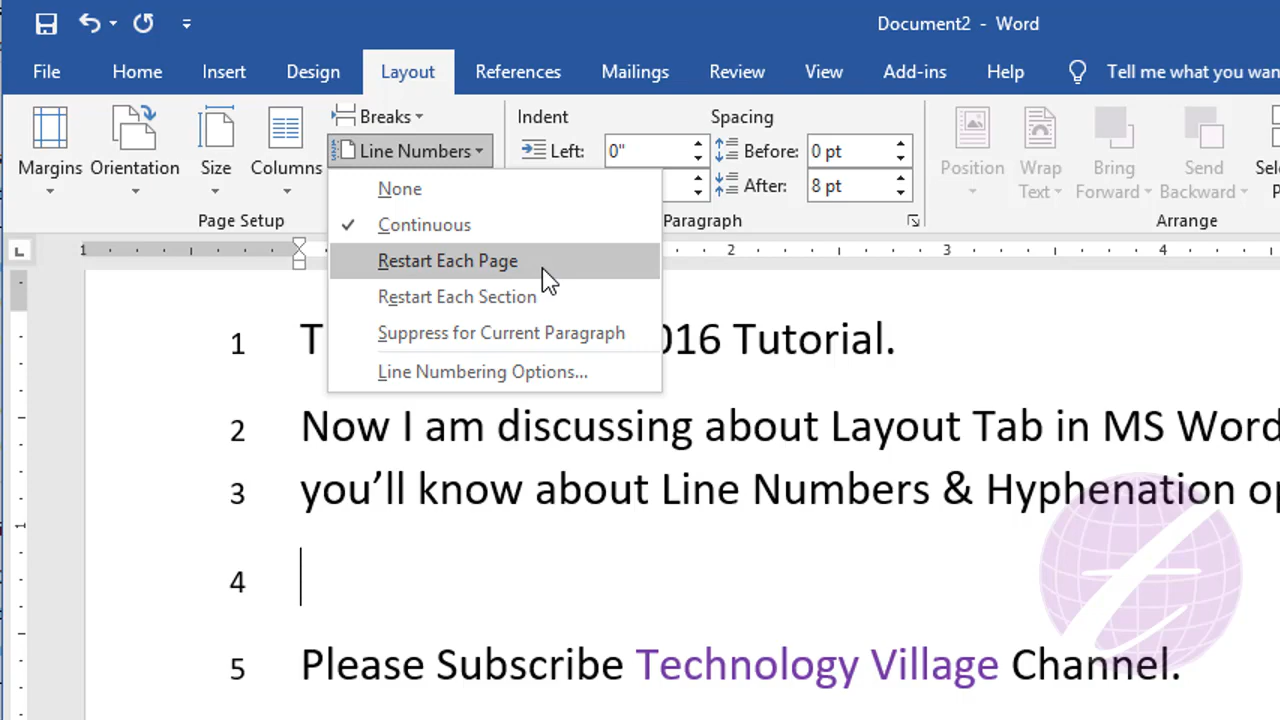 Document2 - Word
File Home Insert Design Layout References Mailings Review View Add-ins Help Tell me what you wan
Breaks Indent Spacing
Margins Orientation Size Columns Line Numbers Left: 0" Before: 0 pt Position Wrap Text Bring Forward Send Backward
After: 8 pt
Page Setup Paragraph Arrange
None
Continuous
Restart Each Page
Restart Each Section
Suppress for Current Paragraph
Line Numbering Options...
1 2 3 4
1 T 016 Tutorial.
2 Now I am discussing about Layout Tab in MS Word
3 you’ll know about Line Numbers & Hyphenation op
4
5 Please Subscribe Technology Village Channel.